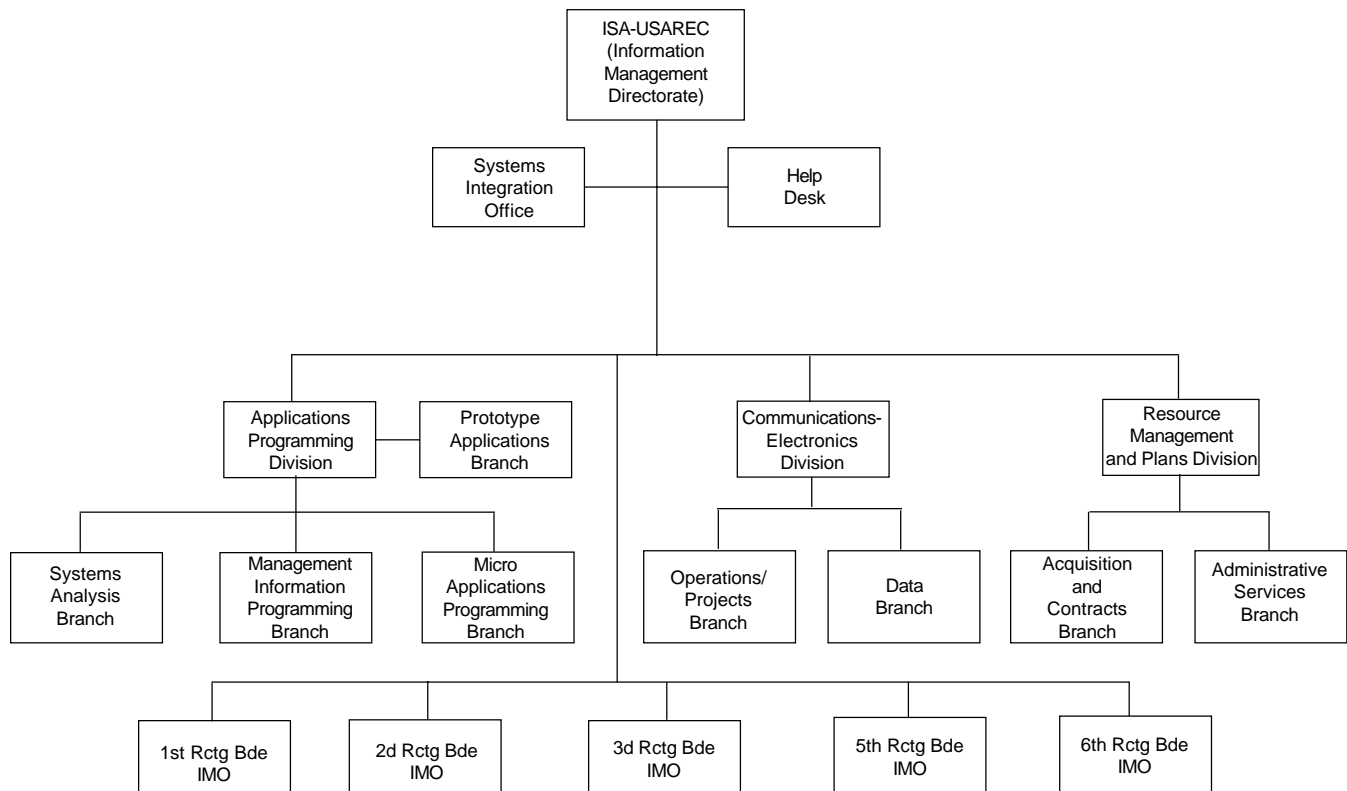 ISA-USAREC
(Information
Management
Directorate)
Systems
Integration
Office
Help
Desk
Applications
Programming
Division
Prototype
Applications
Branch
Communications-
Electronics
Division
Resource
Management
and Plans Division
Systems
Analysis
Branch
Management
Information
Programming
Branch
Micro
Applications
Programming
Branch
Operations/
Projects
Branch
Data
Branch
Acquisition
and
Contracts
Branch
Administrative
Services
Branch
1st Rctg Bde
IMO
2d Rctg Bde
IMO
3d Rctg Bde
IMO
5th Rctg Bde
IMO
6th Rctg Bde
IMO